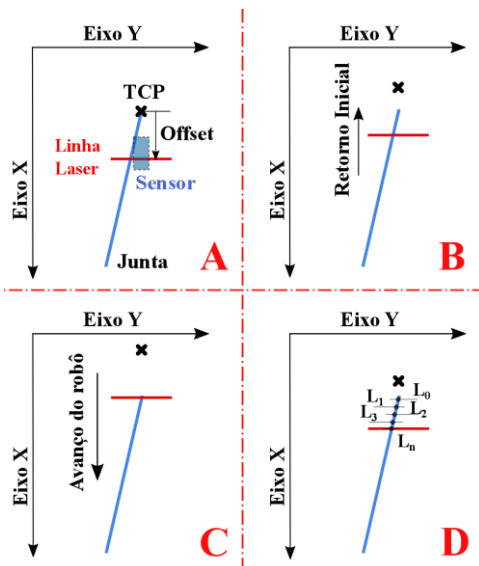 Eixo Y
Eixo X
TCP
Offset
Linha
Laser
Sensor
Junta
A
Eixo Y
Eixo X
Retorno Inicial
B
Eixo Y
Eixo X
Avanço do robô
C
Eixo Y
Eixo X
L0
L1
L2
L3
Ln
D